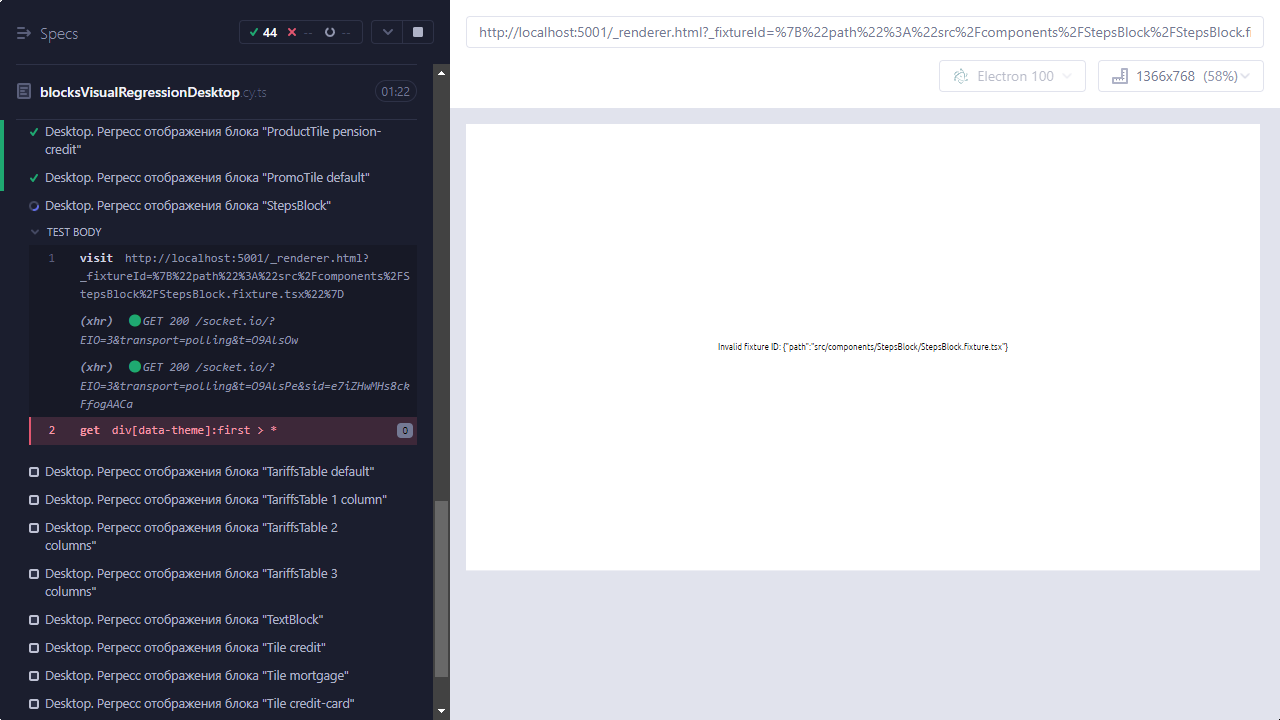 Specs
44 -- --
blocksVisualRegressionDesktop.cy.ts
01:22
Desktop. Регресс отображения блока "ProductTile pension-
credit"
Desktop. Регресс отображения блока "PromoTile default"
Desktop. Регресс отображения блока "StepsBlock"
TEST BODY
1 visit http://localhost:5001/_renderer.html?
_fixtureId=%7B%22path%22%3A%22src%2Fcomponents%2FS
tepsBlock%2FStepsBlock.fixture.tsx%22%7D
(xhr) GET 200 /socket.io/?
EIO=3&transport=polling&t=O9AlsOw
(xhr) GET 200 /socket.io/?
EIO=3&transport=polling&t=O9AlsPe&sid=e7iZHwMHs8ck
FfogAACa
2 get div[data-theme]:first > * 0
Desktop. Регресс отображения блока "TariffsTable default"
Desktop. Регресс отображения блока "TariffsTable 1 column"
Desktop. Регресс отображения блока "TariffsTable 2
columns"
Desktop. Регресс отображения блока "TariffsTable 3
columns"
Desktop. Регресс отображения блока "TextBlock"
Desktop. Регресс отображения блока "Tile credit"
Desktop. Регресс отображения блока "Tile mortgage"
Desktop. Регресс отображения блока "Tile credit-card"
http://localhost:5001/_renderer.html?_fixtureId=%7B%22path%22%3A%22src%2Fcomponents%2FStepsBlock%2FStepsBlock.fi
Electron 100
1366x768 (58%)
Invalid fixture ID: {"path":"src/components/StepsBlock/StepsBlock.fixture.tsx"}